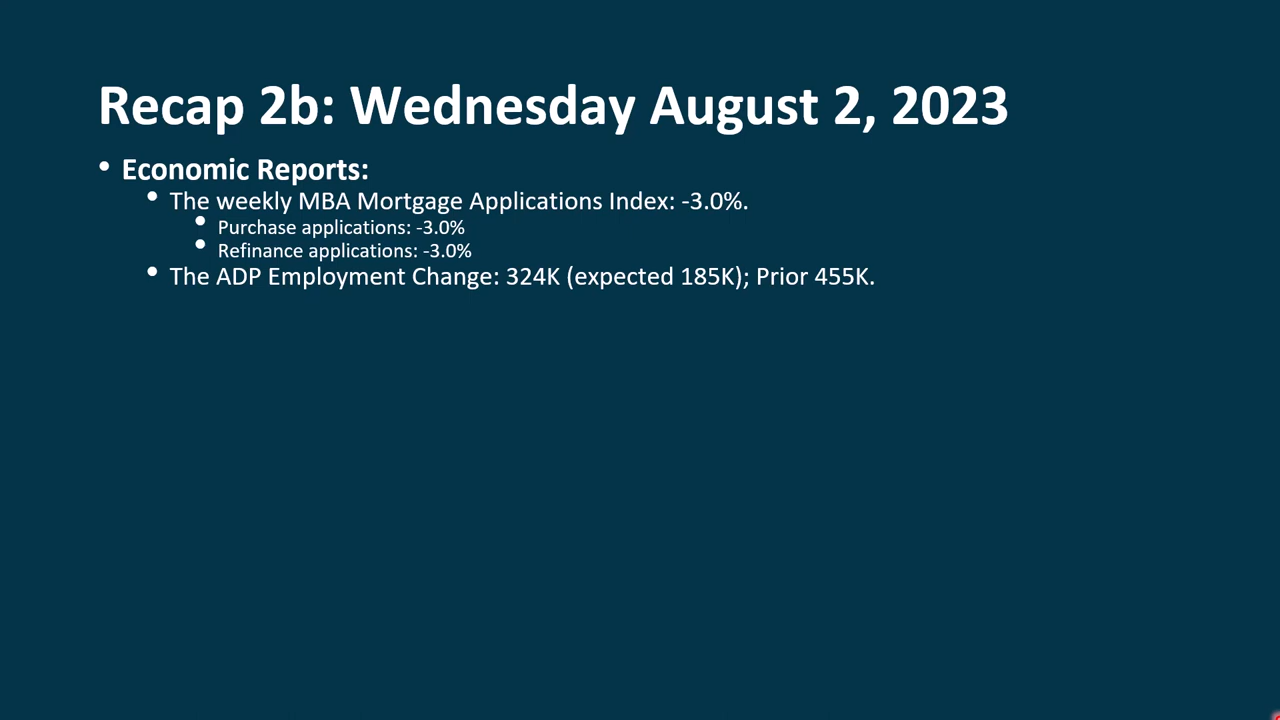 Recap 2b: Wednesday August 2, 2023
• Economic Reports:
• The weekly MBA Mortgage Applications Index: -3.0%.
• Purchase applications: -3.0%
• Refinance applications: -3.0%
• The ADP Employment Change: 324K (expected 185K); Prior 455K.